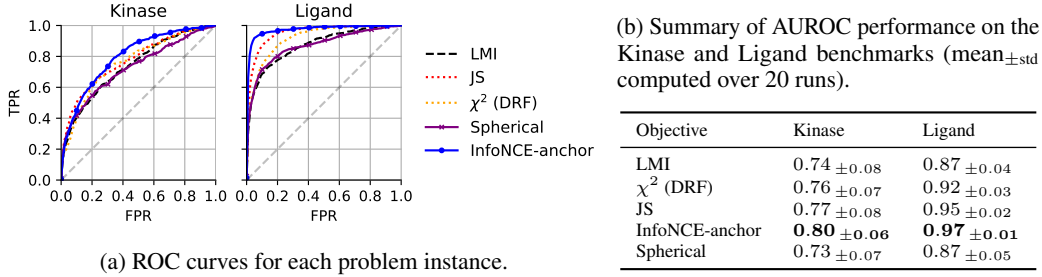 Kinase
Ligand
1.0
0.8
0.6
0.4
0.2
0.0
TPR
0.0 0.2 0.4 0.6 0.8 1.0
FPR
0.0 0.2 0.4 0.6 0.8 1.0
FPR
LMI
JS
χ² (DRF)
Spherical
InfoNCE-anchor
(a) ROC curves for each problem instance.
(b) Summary of AUROC performance on the
Kinase and Ligand benchmarks (mean±std
computed over 20 runs).
Objective Kinase Ligand
LMI 0.74 ±0.08 0.87 ±0.04
χ² (DRF) 0.76 ±0.07 0.92 ±0.03
JS 0.77 ±0.08 0.95 ±0.02
InfoNCE-anchor 0.80 ±0.06 0.97 ±0.01
Spherical 0.73 ±0.07 0.87 ±0.05